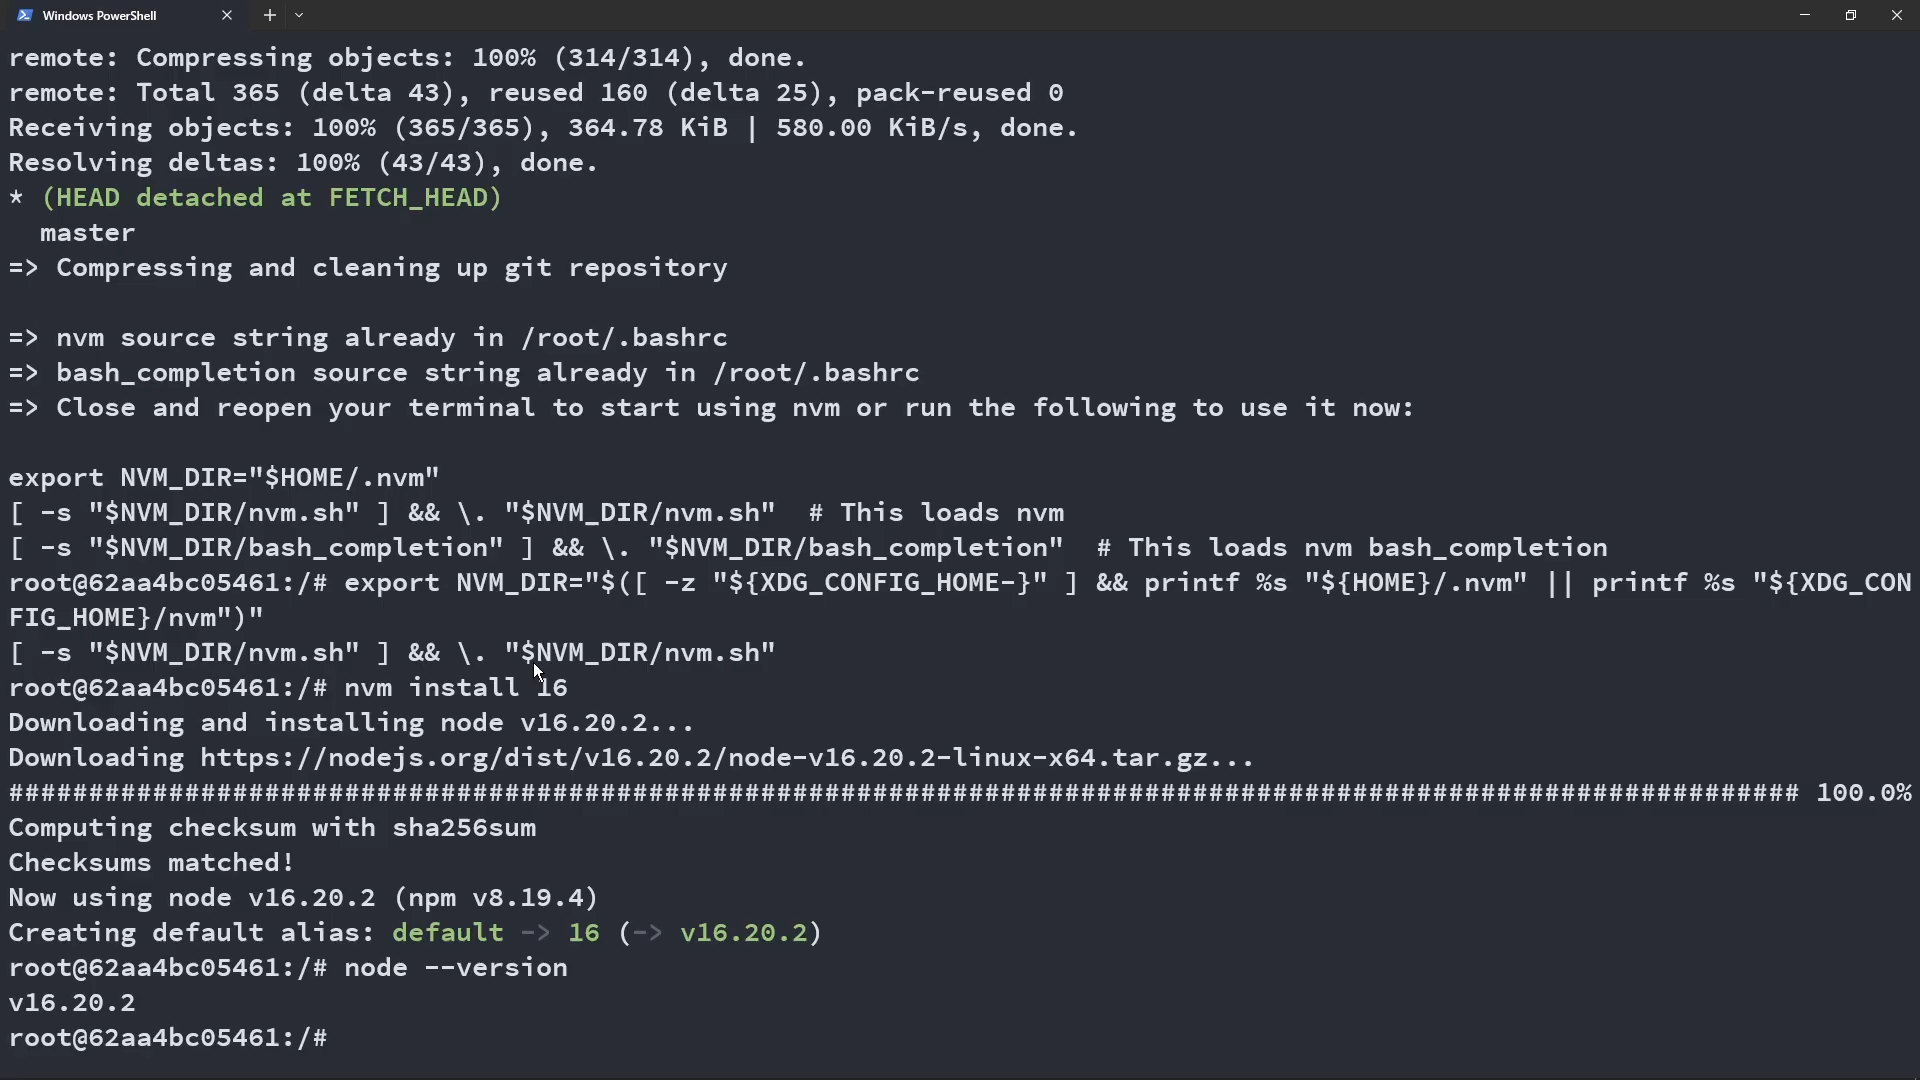 Windows PowerShell
remote: Compressing objects: 100% (314/314), done.
remote: Total 365 (delta 43), reused 160 (delta 25), pack-reused 0
Receiving objects: 100% (365/365), 364.78 KiB | 580.00 KiB/s, done.
Resolving deltas: 100% (43/43), done.
* (HEAD detached at FETCH_HEAD)
  master
=> Compressing and cleaning up git repository

=> nvm source string already in /root/.bashrc
=> bash_completion source string already in /root/.bashrc
=> Close and reopen your terminal to start using nvm or run the following to use it now:

export NVM_DIR="$HOME/.nvm"
[ -s "$NVM_DIR/nvm.sh" ] && \. "$NVM_DIR/nvm.sh"  # This loads nvm
[ -s "$NVM_DIR/bash_completion" ] && \. "$NVM_DIR/bash_completion"  # This loads nvm bash_completion
root@62aa4bc05461:/# export NVM_DIR="$([ -z "${XDG_CONFIG_HOME-}" ] && printf %s "${HOME}/.nvm" || printf %s "${XDG_CON
FIG_HOME}/nvm")"
[ -s "$NVM_DIR/nvm.sh" ] && \. "$NVM_DIR/nvm.sh"
root@62aa4bc05461:/# nvm install 16
Downloading and installing node v16.20.2...
Downloading https://nodejs.org/dist/v16.20.2/node-v16.20.2-linux-x64.tar.gz...
################################################################################################################ 100.0%
Computing checksum with sha256sum
Checksums matched!
Now using node v16.20.2 (npm v8.19.4)
Creating default alias: default -> 16 (-> v16.20.2)
root@62aa4bc05461:/# node --version
v16.20.2
root@62aa4bc05461:/#